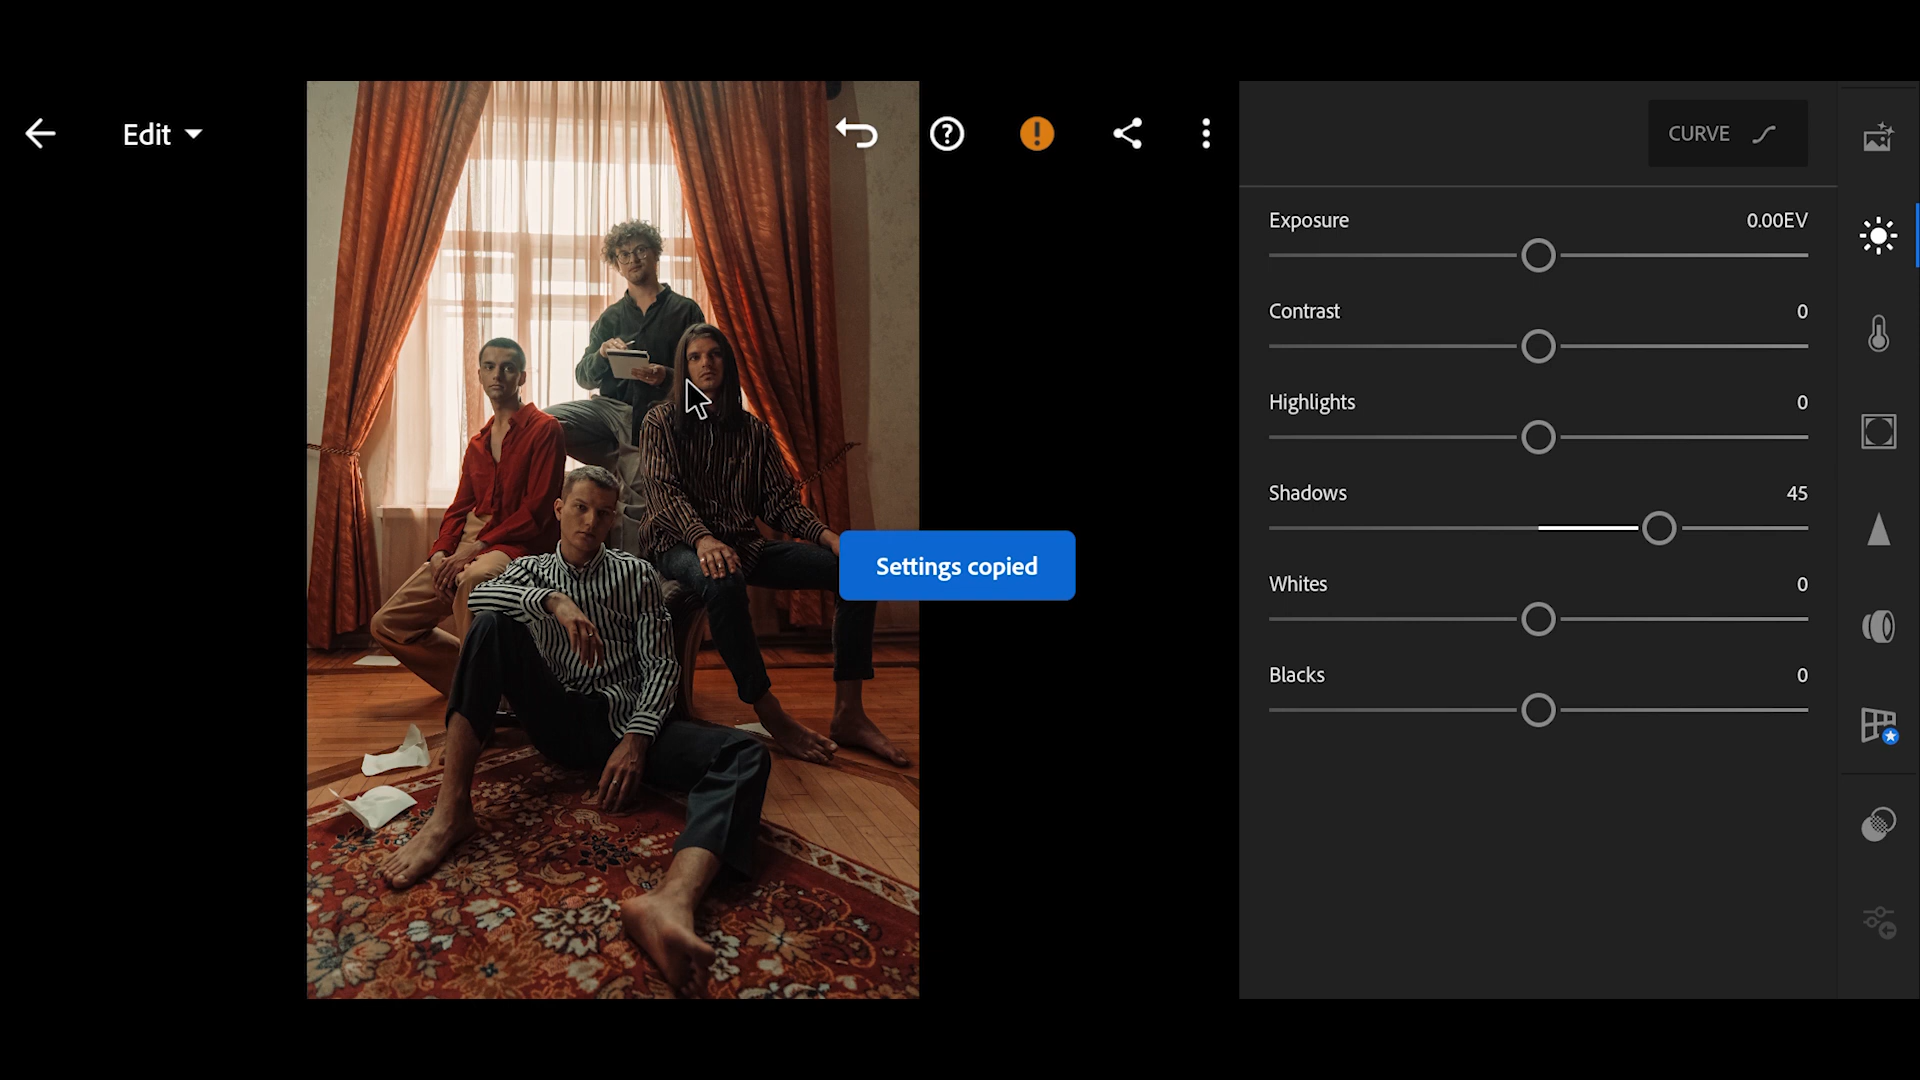 Edit
CURVE
Exposure 0.00EV
Contrast 0
Highlights 0
Shadows 45
Settings copied
Whites 0
Blacks 0